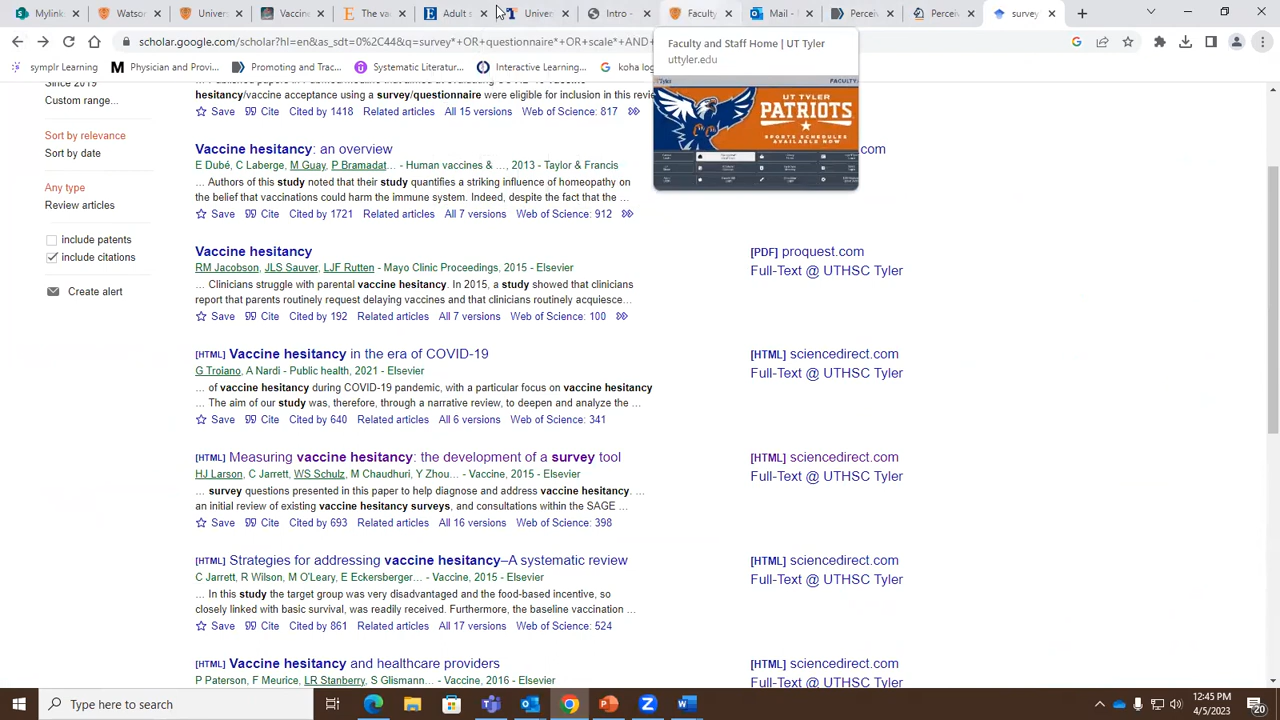 Mylink
Watso
E
Docur
Unive
Intro
Faculty
Mail -
Perce
Perce
survey
scholar.google.com/scholar?hl=en&as_sdt=0%2C44&q=survey*+OR+questionnaire*+OR+scale*+AND+
symplr Learning
Watson and Provi...
Promoting and Trac...
Systematic Literatur...
Interactive Learning...
koha log
Faculty and Staff Home | UT Tyler
uttyler.edu
UT TYLER
PATRIOTS
SPORTS SCHEDULES
AVAILABLE NOW
Since 2019
Custom range...
Sort by relevance
Sort by date
Any type
Review articles
include patents
include citations
Create alert
hesitancy/vaccine acceptance using a survey/questionnaire were eligible for inclusion in this revie
Save Cite Cited by 1418 Related articles All 15 versions Web of Science: 817
Vaccine hesitancy: an overview
com
E Dubé, C Laberge, M Guay, P Bramadat… - Human vaccines & …, 2013 - Taylor & Francis
... Authors of this study noted that their study quantifies a striking influence of homeopathy on
the belief that vaccinations could harm the immune system. Indeed, despite the fact that the ...
Save Cite Cited by 1721 Related articles All 7 versions Web of Science: 912
Vaccine hesitancy
[PDF] proquest.com
RM Jacobson, JLS Sauver, LJF Rutten - Mayo Clinic Proceedings, 2015 - Elsevier
Full-Text @ UTHSC Tyler
... Clinicians struggle with parental vaccine hesitancy. In 2015, a study showed that clinicians
report that parents routinely request delaying vaccines and that clinicians routinely acquiesce...
Save Cite Cited by 192 Related articles All 7 versions Web of Science: 100
[HTML] Vaccine hesitancy in the era of COVID-19
[HTML] sciencedirect.com
G Troiano, A Nardi - Public health, 2021 - Elsevier
Full-Text @ UTHSC Tyler
... of vaccine hesitancy during COVID-19 pandemic, with a particular focus on vaccine hesitancy
... The aim of our study was, therefore, through a narrative review, to deepen and analyze the ...
Save Cite Cited by 640 Related articles All 6 versions Web of Science: 341
[HTML] Measuring vaccine hesitancy: the development of a survey tool
[HTML] sciencedirect.com
HJ Larson, C Jarrett, WS Schulz, M Chaudhuri, Y Zhou… - Vaccine, 2015 - Elsevier
Full-Text @ UTHSC Tyler
... survey questions presented in this paper to help diagnose and address vaccine hesitancy. ...
an initial review of existing vaccine hesitancy surveys, and consultations within the SAGE ...
Save Cite Cited by 693 Related articles All 16 versions Web of Science: 398
[HTML] Strategies for addressing vaccine hesitancy–A systematic review
[HTML] sciencedirect.com
C Jarrett, R Wilson, M O'Leary, E Eckersberger… - Vaccine, 2015 - Elsevier
Full-Text @ UTHSC Tyler
... In this study the target group was very disadvantaged and the food-based incentive, so
closely linked with basic survival, was readily received. Furthermore, the baseline vaccination ...
Save Cite Cited by 861 Related articles All 17 versions Web of Science: 524
[HTML] Vaccine hesitancy and healthcare providers
[HTML] sciencedirect.com
P Paterson, F Meurice, LR Stanberry, S Glismann… - Vaccine, 2016 - Elsevier
Full-Text @ UTHSC Tyler
Type here to search
12:45 PM
4/5/2023
20